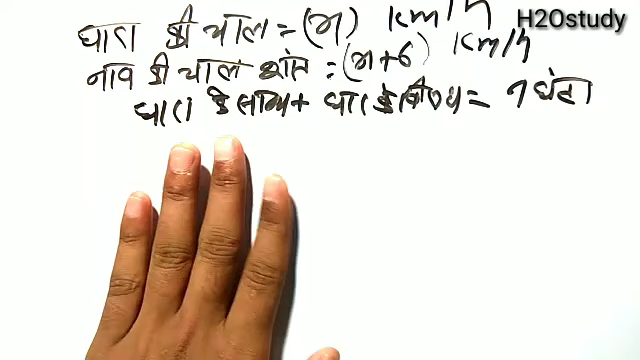 H2Ostudy
धारा की चाल = (x) km/h
नाव की चाल शांत = (x+6) km/h
धारा के साथ + धारा के विरुध = 7 घंटा